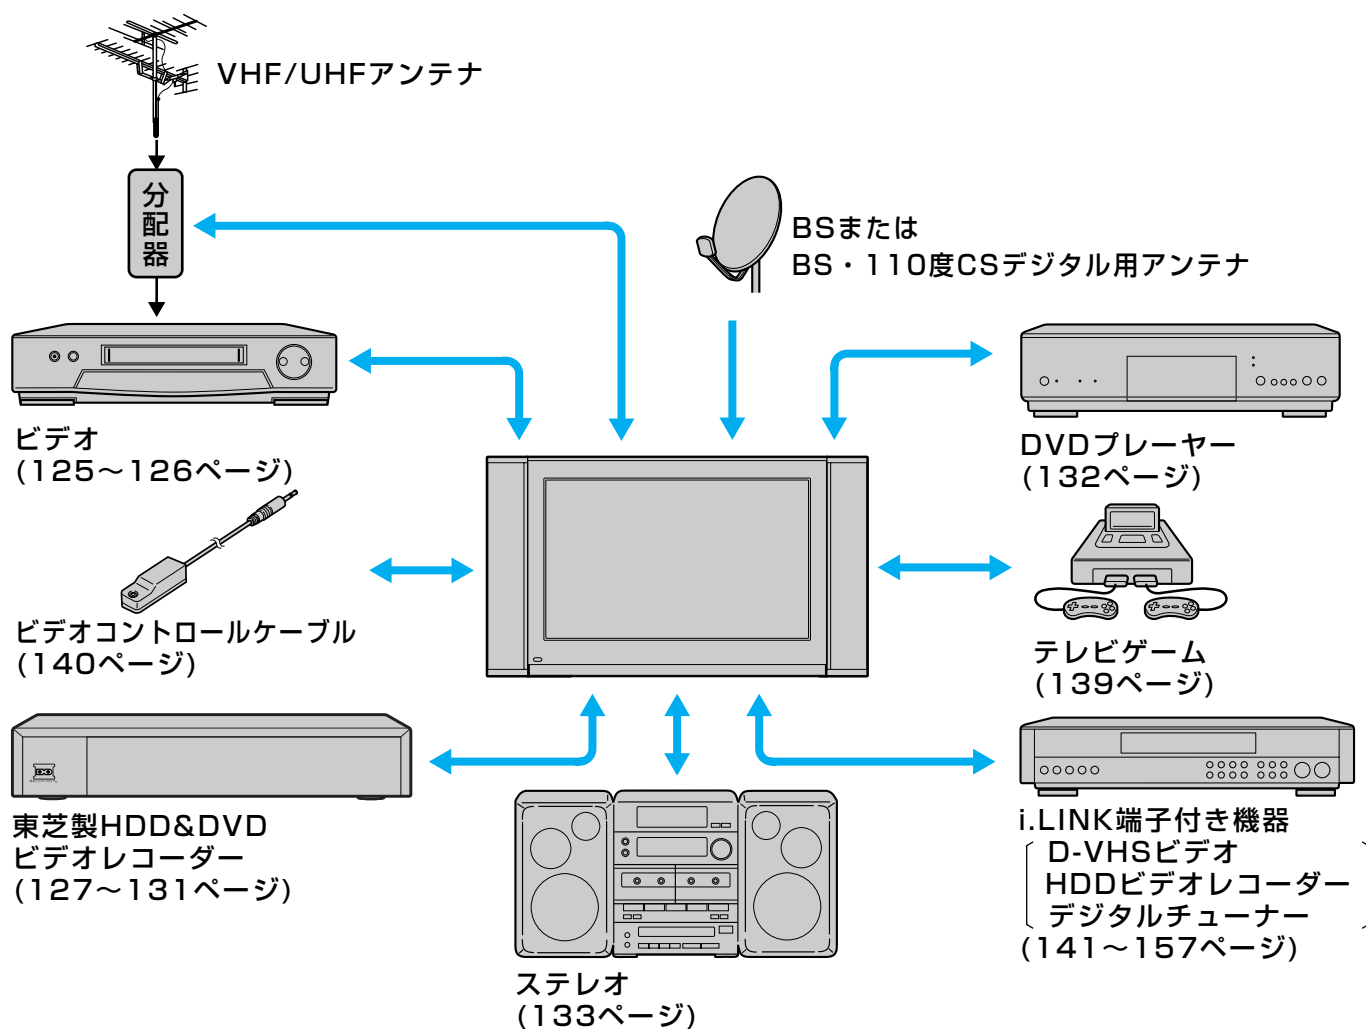 VHF/UHFアンテナ
分配器
BSまたは
BS・110度CSデジタル用アンテナ
ビデオ
(125～126ページ)
DVDプレーヤー
(132ページ)
ビデオコントロールケーブル
(140ページ)
テレビゲーム
(139ページ)
東芝製HDD&DVD
ビデオレコーダー
(127～131ページ)
i.LINK端子付き機器
D-VHSビデオ
HDDビデオレコーダー
デジタルチューナー
(141～157ページ)
ステレオ
(133ページ)